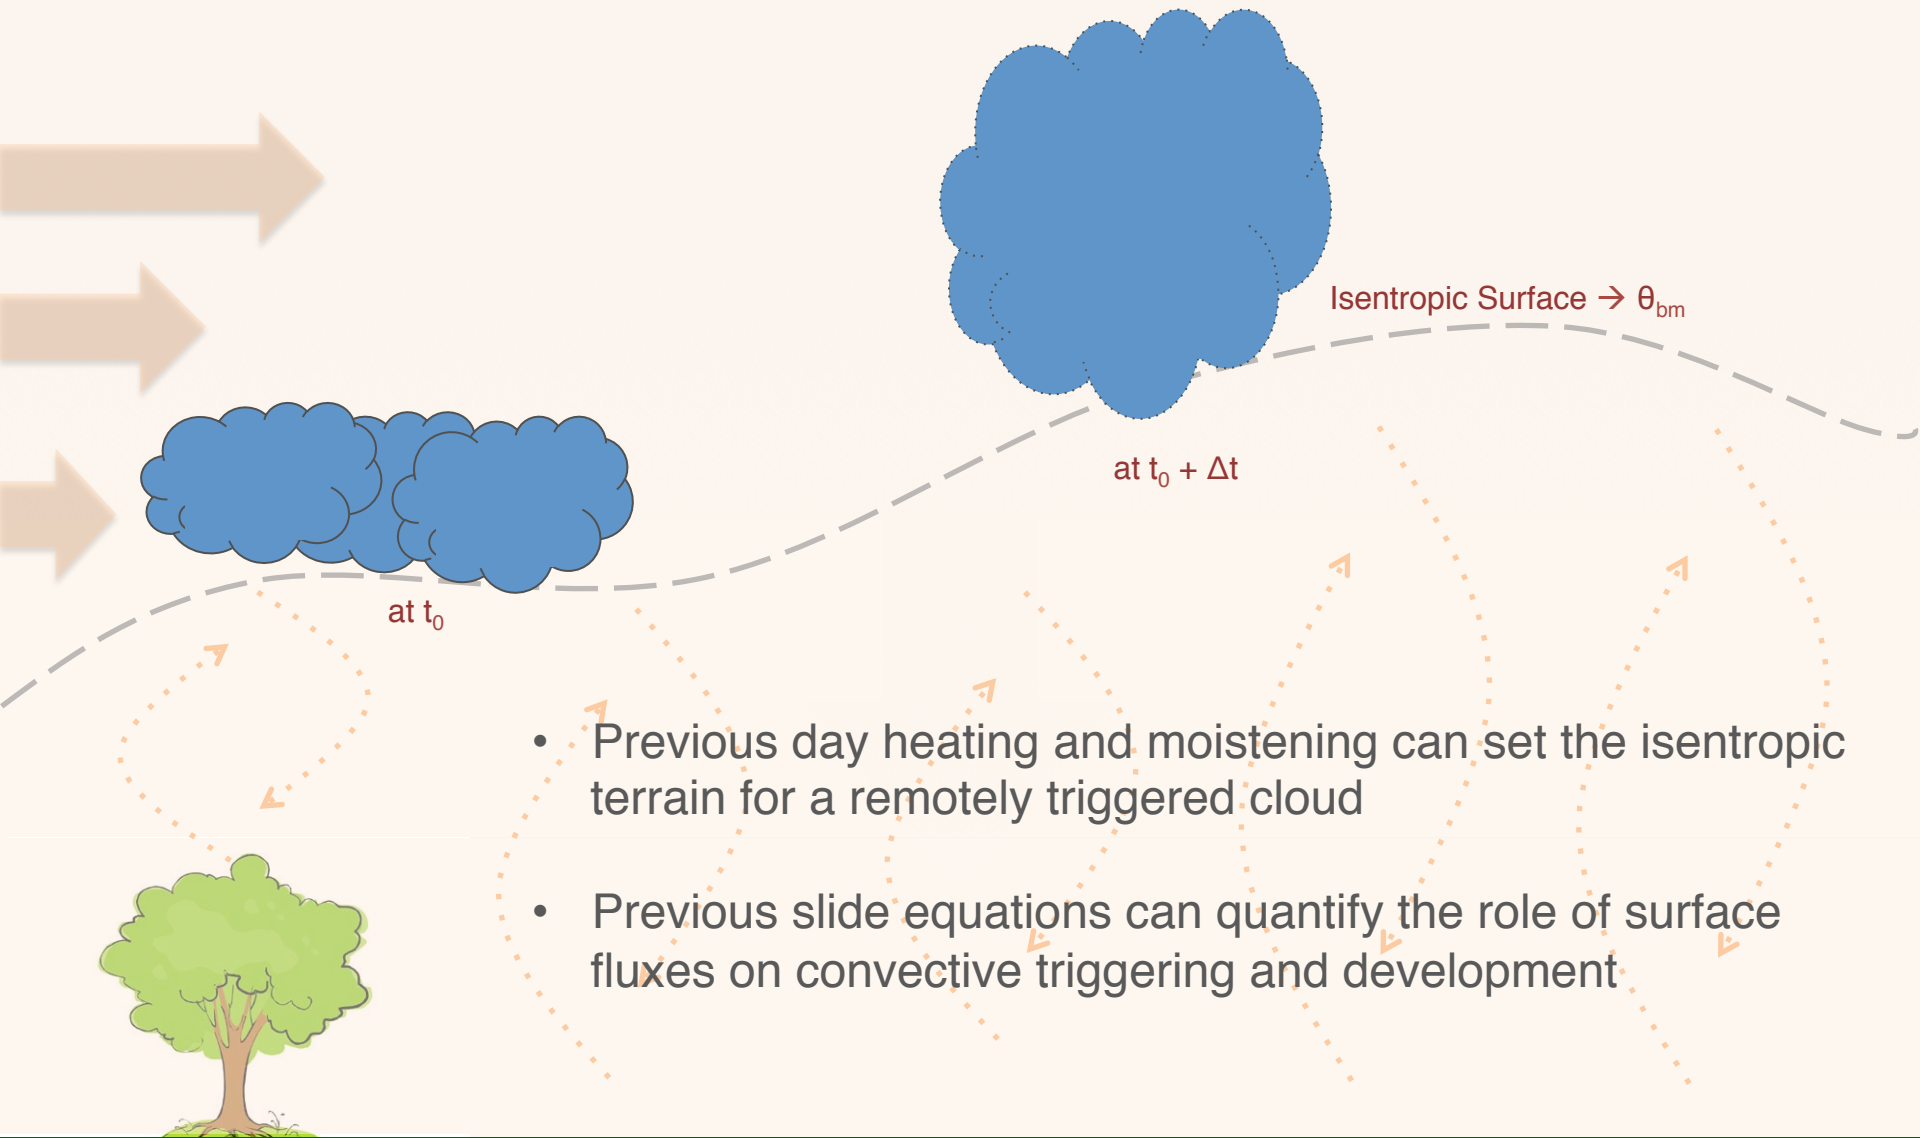 Isentropic Surface → θbm
at t0 + Δt
at t0
• Previous day heating and moistening can set the isentropic
terrain for a remotely triggered cloud
• Previous slide equations can quantify the role of surface
fluxes on convective triggering and development